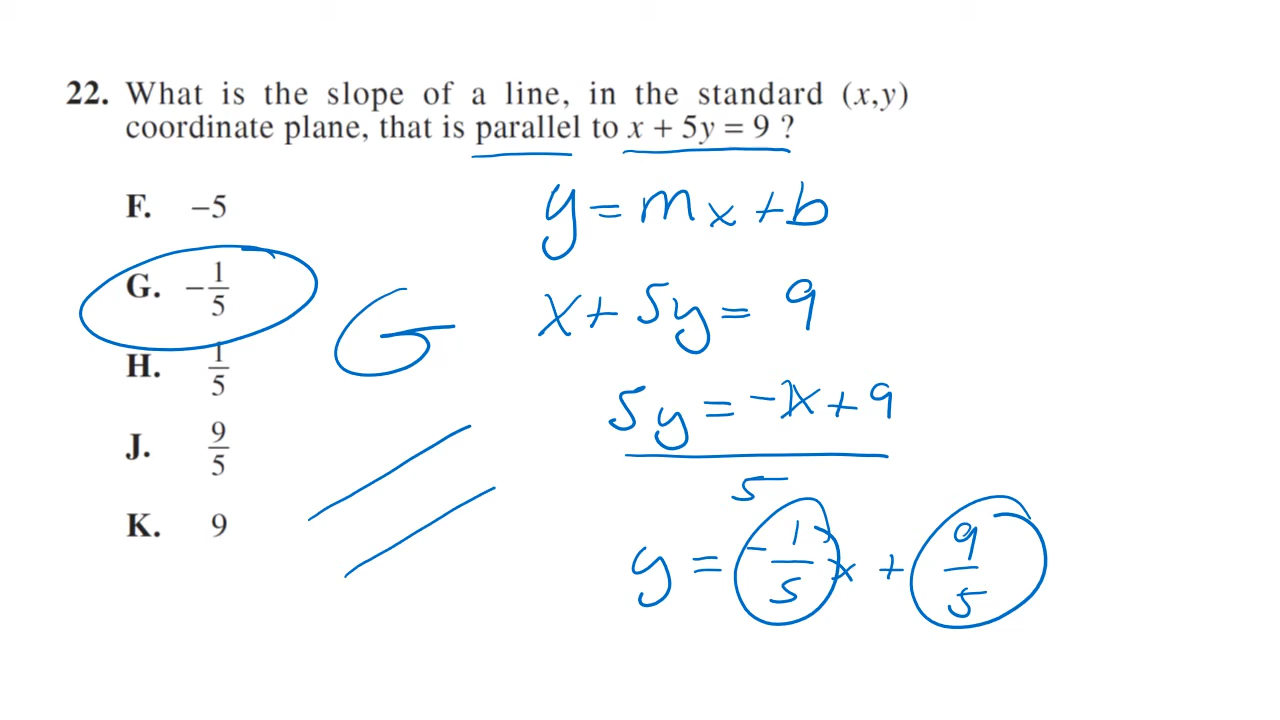 22. What is the slope of a line, in the standard (x,y)
coordinate plane, that is parallel to x + 5y = 9 ?
F. −5
G. −1/5
H. 1/5
J. 9/5
K. 9
G
y = mx + b
x + 5y = 9
5y = -x + 9
5
y = -1/5 x + 9/5